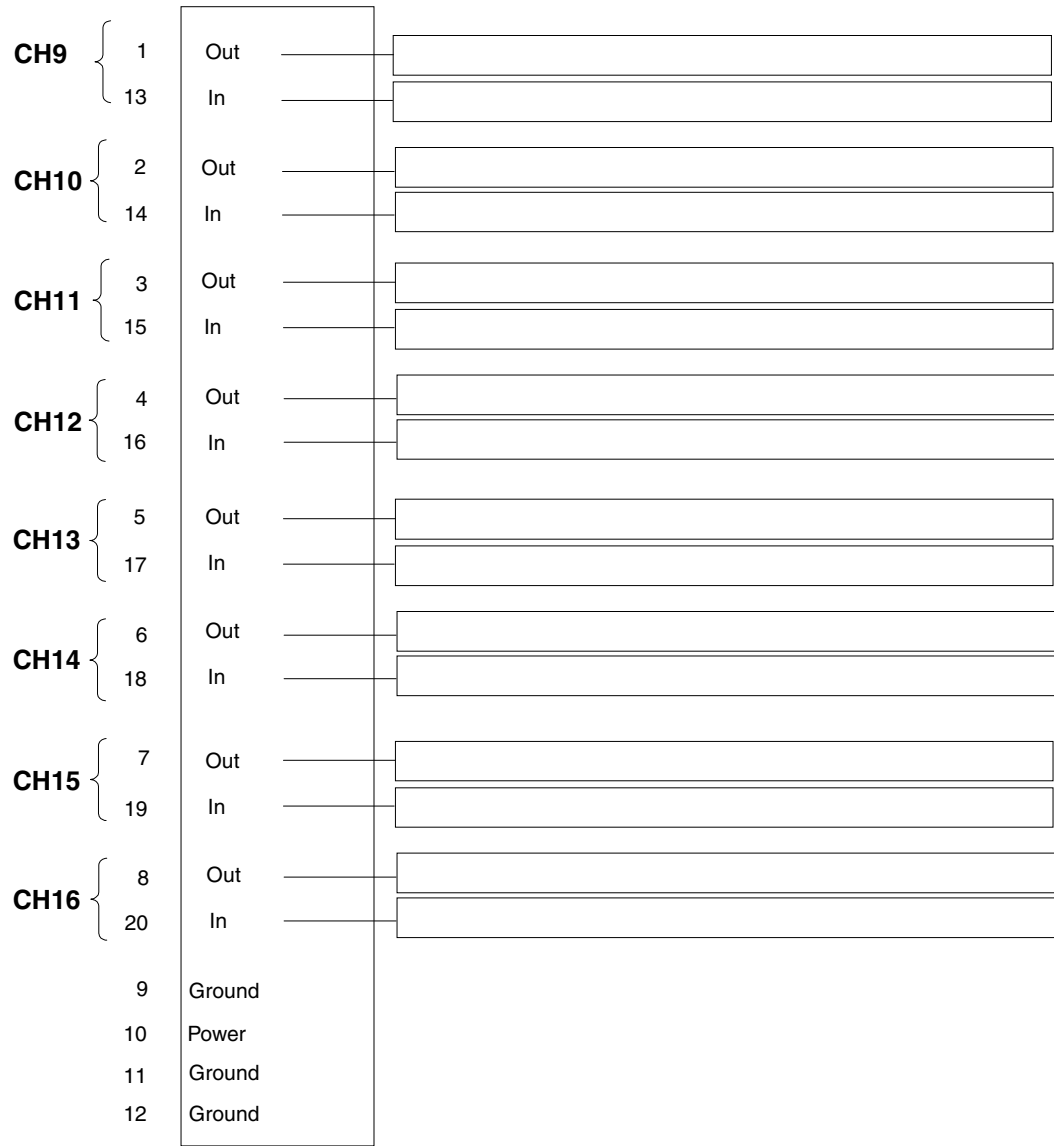 CH9 1 Out
13 In
CH10 2 Out
14 In
CH11 3 Out
15 In
CH12 4 Out
16 In
CH13 5 Out
17 In
CH14 6 Out
18 In
CH15 7 Out
19 In
CH16 8 Out
20 In
9 Ground
10 Power
11 Ground
12 Ground